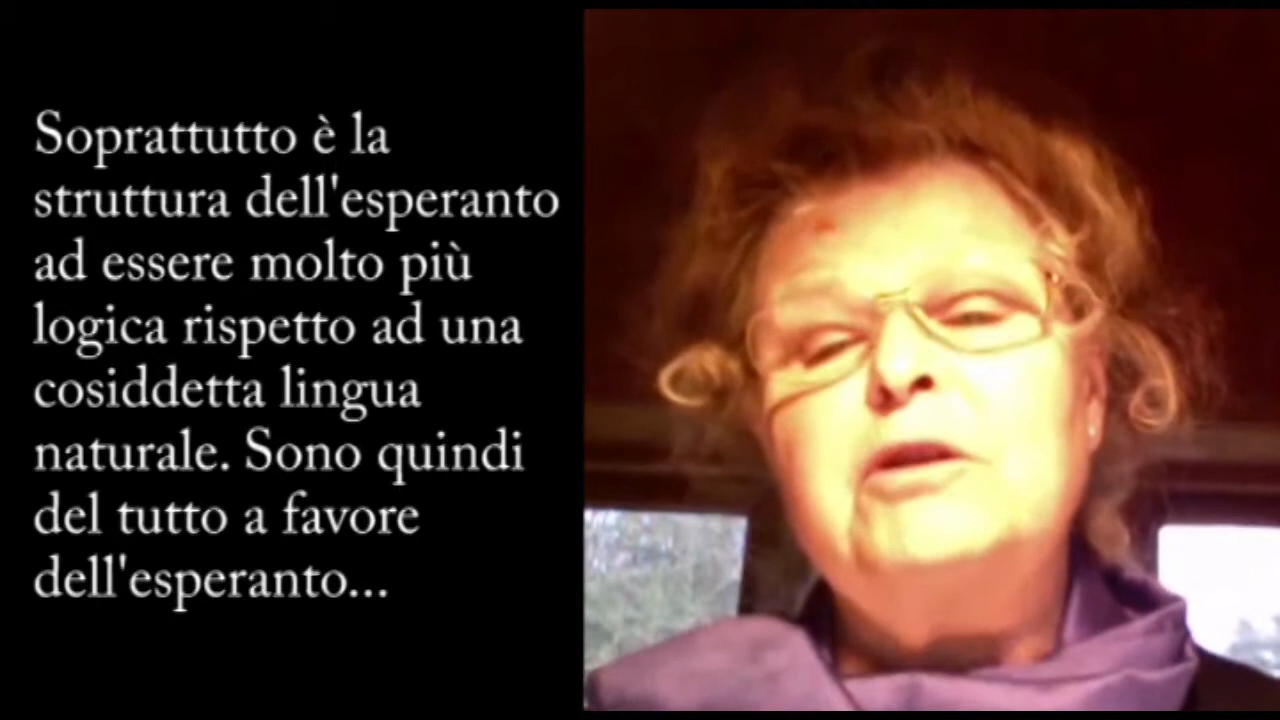 Soprattutto è la
struttura dell'esperanto
ad essere molto più
logica rispetto ad una
cosiddetta lingua
naturale. Sono quindi
del tutto a favore
dell'esperanto...